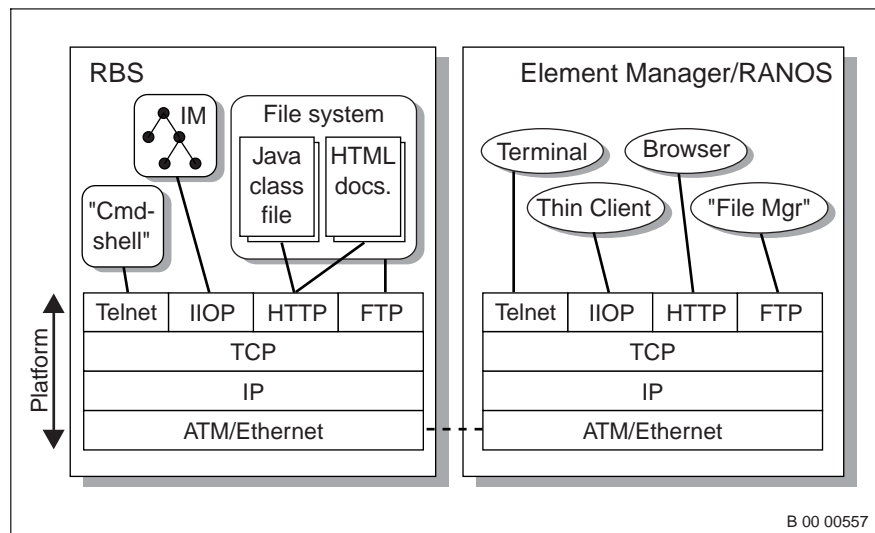 RBS
IM
File system
Java
class
file
HTML
docs.
"Cmd-
shell"
Telnet
IIOP
HTTP
FTP
TCP
IP
ATM/Ethernet
Platform
Element Manager/RANOS
Terminal
Browser
Thin Client
"File Mgr"
Telnet
IIOP
HTTP
FTP
TCP
IP
ATM/Ethernet
B 00 00557